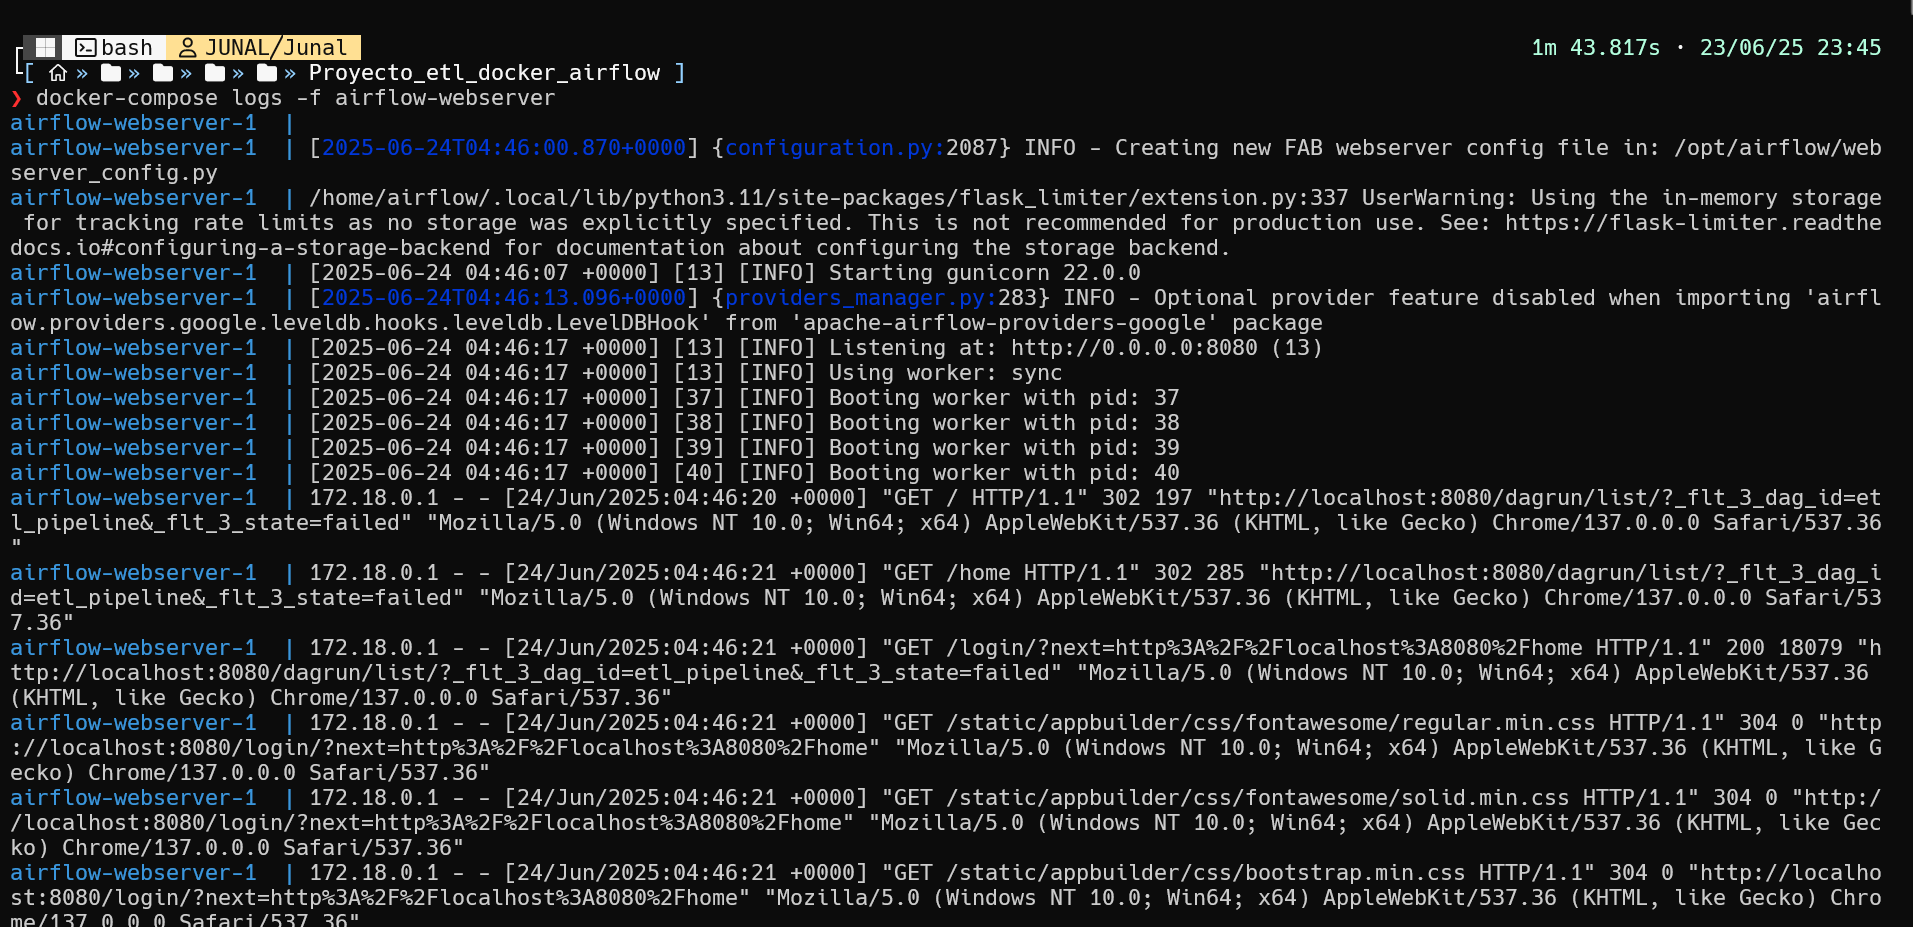 bash JUNAL/Junal 1m 43.817s · 23/06/25 23:45
[ » » » » » Proyecto_etl_docker_airflow ]
❯ docker-compose logs -f airflow-webserver
airflow-webserver-1  |
airflow-webserver-1  | [2025-06-24T04:46:00.870+0000] {configuration.py:2087} INFO - Creating new FAB webserver config file in: /opt/airflow/web
server_config.py
airflow-webserver-1  | /home/airflow/.local/lib/python3.11/site-packages/flask_limiter/extension.py:337 UserWarning: Using the in-memory storage
 for tracking rate limits as no storage was explicitly specified. This is not recommended for production use. See: https://flask-limiter.readthe
docs.io#configuring-a-storage-backend for documentation about configuring the storage backend.
airflow-webserver-1  | [2025-06-24 04:46:07 +0000] [13] [INFO] Starting gunicorn 22.0.0
airflow-webserver-1  | [2025-06-24T04:46:13.096+0000] {providers_manager.py:283} INFO - Optional provider feature disabled when importing 'airfl
ow.providers.google.leveldb.hooks.leveldb.LevelDBHook' from 'apache-airflow-providers-google' package
airflow-webserver-1  | [2025-06-24 04:46:17 +0000] [13] [INFO] Listening at: http://0.0.0.0:8080 (13)
airflow-webserver-1  | [2025-06-24 04:46:17 +0000] [13] [INFO] Using worker: sync
airflow-webserver-1  | [2025-06-24 04:46:17 +0000] [37] [INFO] Booting worker with pid: 37
airflow-webserver-1  | [2025-06-24 04:46:17 +0000] [38] [INFO] Booting worker with pid: 38
airflow-webserver-1  | [2025-06-24 04:46:17 +0000] [39] [INFO] Booting worker with pid: 39
airflow-webserver-1  | [2025-06-24 04:46:17 +0000] [40] [INFO] Booting worker with pid: 40
airflow-webserver-1  | 172.18.0.1 - - [24/Jun/2025:04:46:20 +0000] "GET / HTTP/1.1" 302 197 "http://localhost:8080/dagrun/list/?_flt_3_dag_id=et
l_pipeline&_flt_3_state=failed" "Mozilla/5.0 (Windows NT 10.0; Win64; x64) AppleWebKit/537.36 (KHTML, like Gecko) Chrome/137.0.0.0 Safari/537.36
"
airflow-webserver-1  | 172.18.0.1 - - [24/Jun/2025:04:46:21 +0000] "GET /home HTTP/1.1" 302 285 "http://localhost:8080/dagrun/list/?_flt_3_dag_i
d=etl_pipeline&_flt_3_state=failed" "Mozilla/5.0 (Windows NT 10.0; Win64; x64) AppleWebKit/537.36 (KHTML, like Gecko) Chrome/137.0.0.0 Safari/53
7.36"
airflow-webserver-1  | 172.18.0.1 - - [24/Jun/2025:04:46:21 +0000] "GET /login/?next=http%3A%2F%2Flocalhost%3A8080%2Fhome HTTP/1.1" 200 18079 "h
ttp://localhost:8080/dagrun/list/?_flt_3_dag_id=etl_pipeline&_flt_3_state=failed" "Mozilla/5.0 (Windows NT 10.0; Win64; x64) AppleWebKit/537.36
(KHTML, like Gecko) Chrome/137.0.0.0 Safari/537.36"
airflow-webserver-1  | 172.18.0.1 - - [24/Jun/2025:04:46:21 +0000] "GET /static/appbuilder/css/fontawesome/regular.min.css HTTP/1.1" 304 0 "http
://localhost:8080/login/?next=http%3A%2F%2Flocalhost%3A8080%2Fhome" "Mozilla/5.0 (Windows NT 10.0; Win64; x64) AppleWebKit/537.36 (KHTML, like G
ecko) Chrome/137.0.0.0 Safari/537.36"
airflow-webserver-1  | 172.18.0.1 - - [24/Jun/2025:04:46:21 +0000] "GET /static/appbuilder/css/fontawesome/solid.min.css HTTP/1.1" 304 0 "http:/
/localhost:8080/login/?next=http%3A%2F%2Flocalhost%3A8080%2Fhome" "Mozilla/5.0 (Windows NT 10.0; Win64; x64) AppleWebKit/537.36 (KHTML, like Gec
ko) Chrome/137.0.0.0 Safari/537.36"
airflow-webserver-1  | 172.18.0.1 - - [24/Jun/2025:04:46:21 +0000] "GET /static/appbuilder/css/bootstrap.min.css HTTP/1.1" 304 0 "http://localho
st:8080/login/?next=http%3A%2F%2Flocalhost%3A8080%2Fhome" "Mozilla/5.0 (Windows NT 10.0; Win64; x64) AppleWebKit/537.36 (KHTML, like Gecko) Chro
me/137.0.0.0 Safari/537.36"